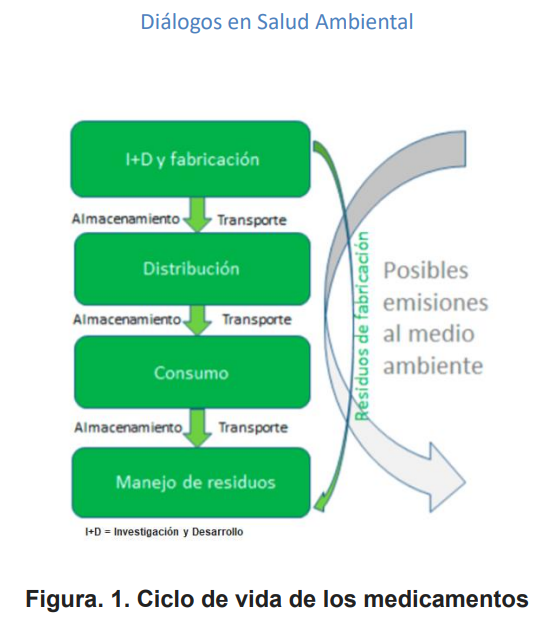 Diálogos en Salud Ambiental
I+D y fabricación
Almacenamiento Transporte
Distribución
Almacenamiento Transporte
Consumo
Almacenamiento Transporte
Manejo de residuos
Residuos de fabricación
Posibles
emisiones
al medio
ambiente
I+D = Investigación y Desarrollo
Figura. 1. Ciclo de vida de los medicamentos